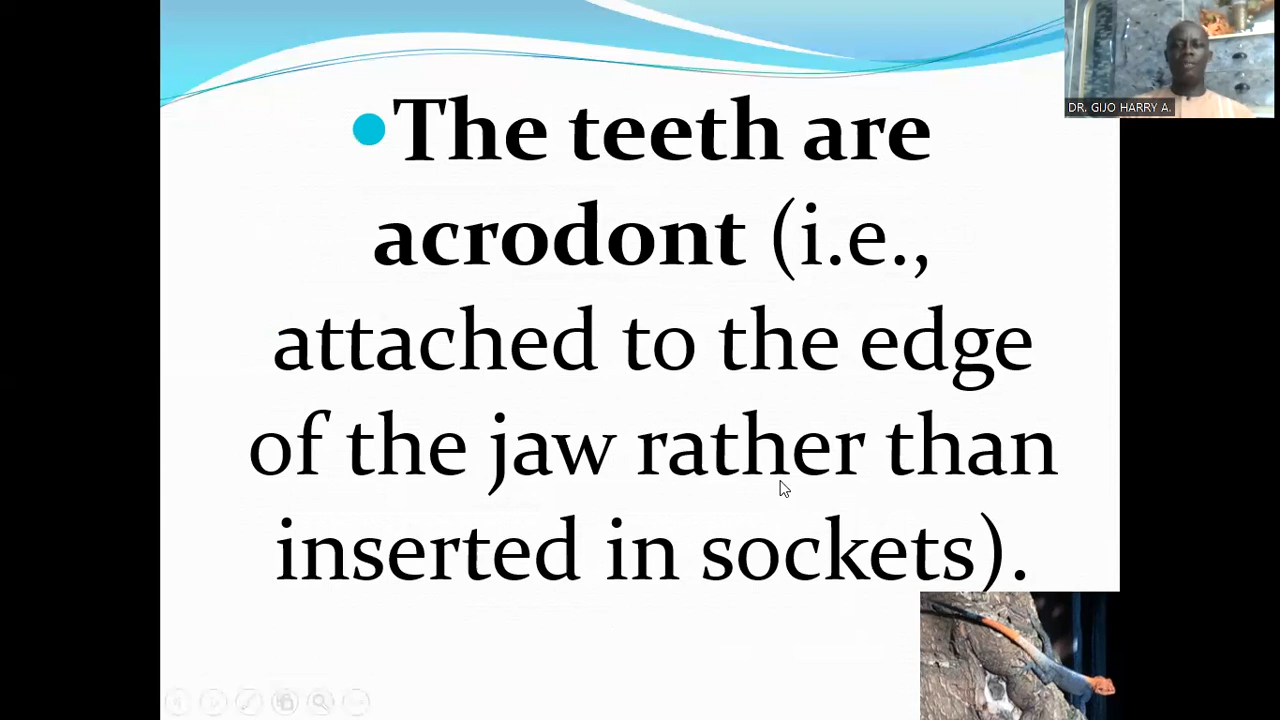 DR. GIJO HARRY A.
•The teeth are
acrodont (i.e.,
attached to the edge
of the jaw rather than
inserted in sockets).